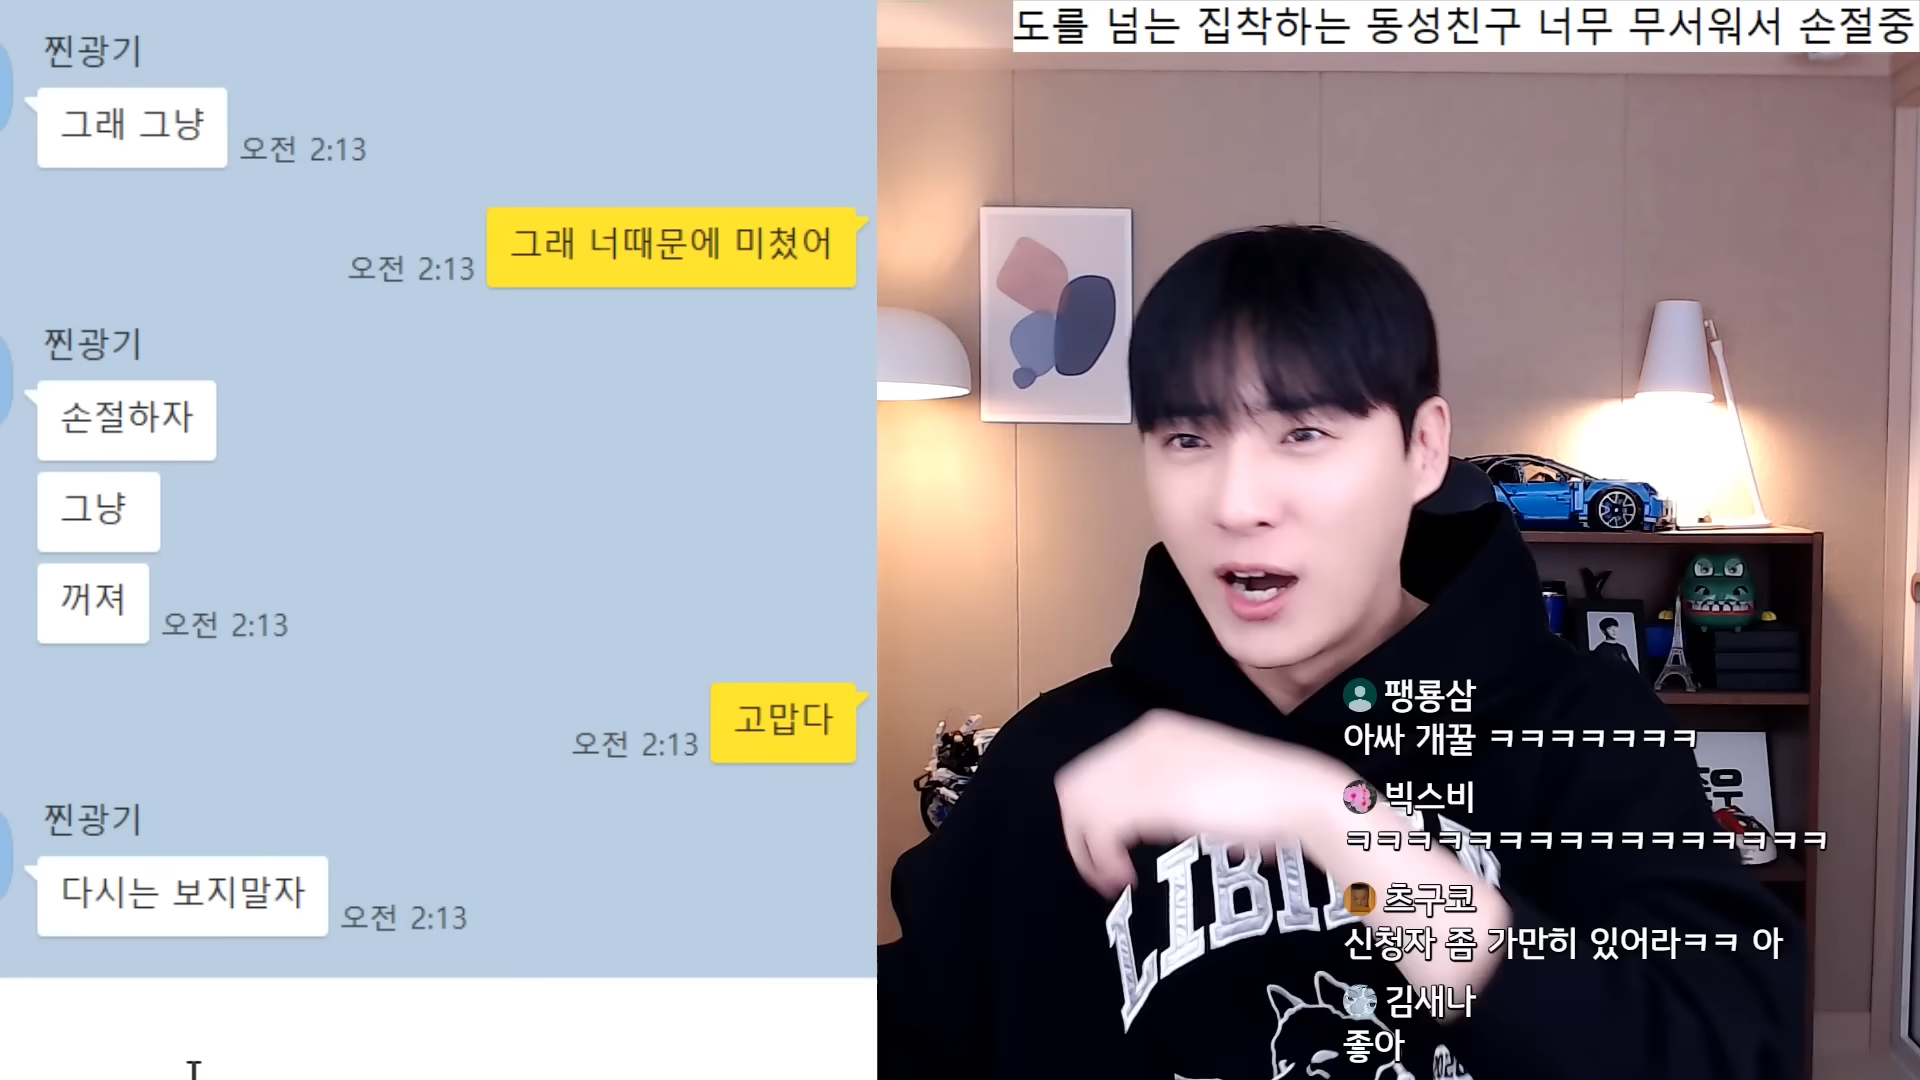 도를 넘는 집착하는 동성친구 너무 무서워서 손절중
찐광기
그래 그냥
오전 2:13
그래 너때문에 미쳤어
오전 2:13
찐광기
손절하자
그냥
꺼져
오전 2:13
고맙다
오전 2:13
찐광기
다시는 보지말자
오전 2:13
팽룡삼
아싸 개꿀 ㅋㅋㅋㅋㅋㅋㅋ
빅스비
ㅋㅋㅋㅋㅋㅋㅋㅋㅋㅋㅋㅋㅋㅋㅋㅋ
츠구쿄
신청자 좀 가만히 있어라ㅋㅋ 아
김새나
좋아